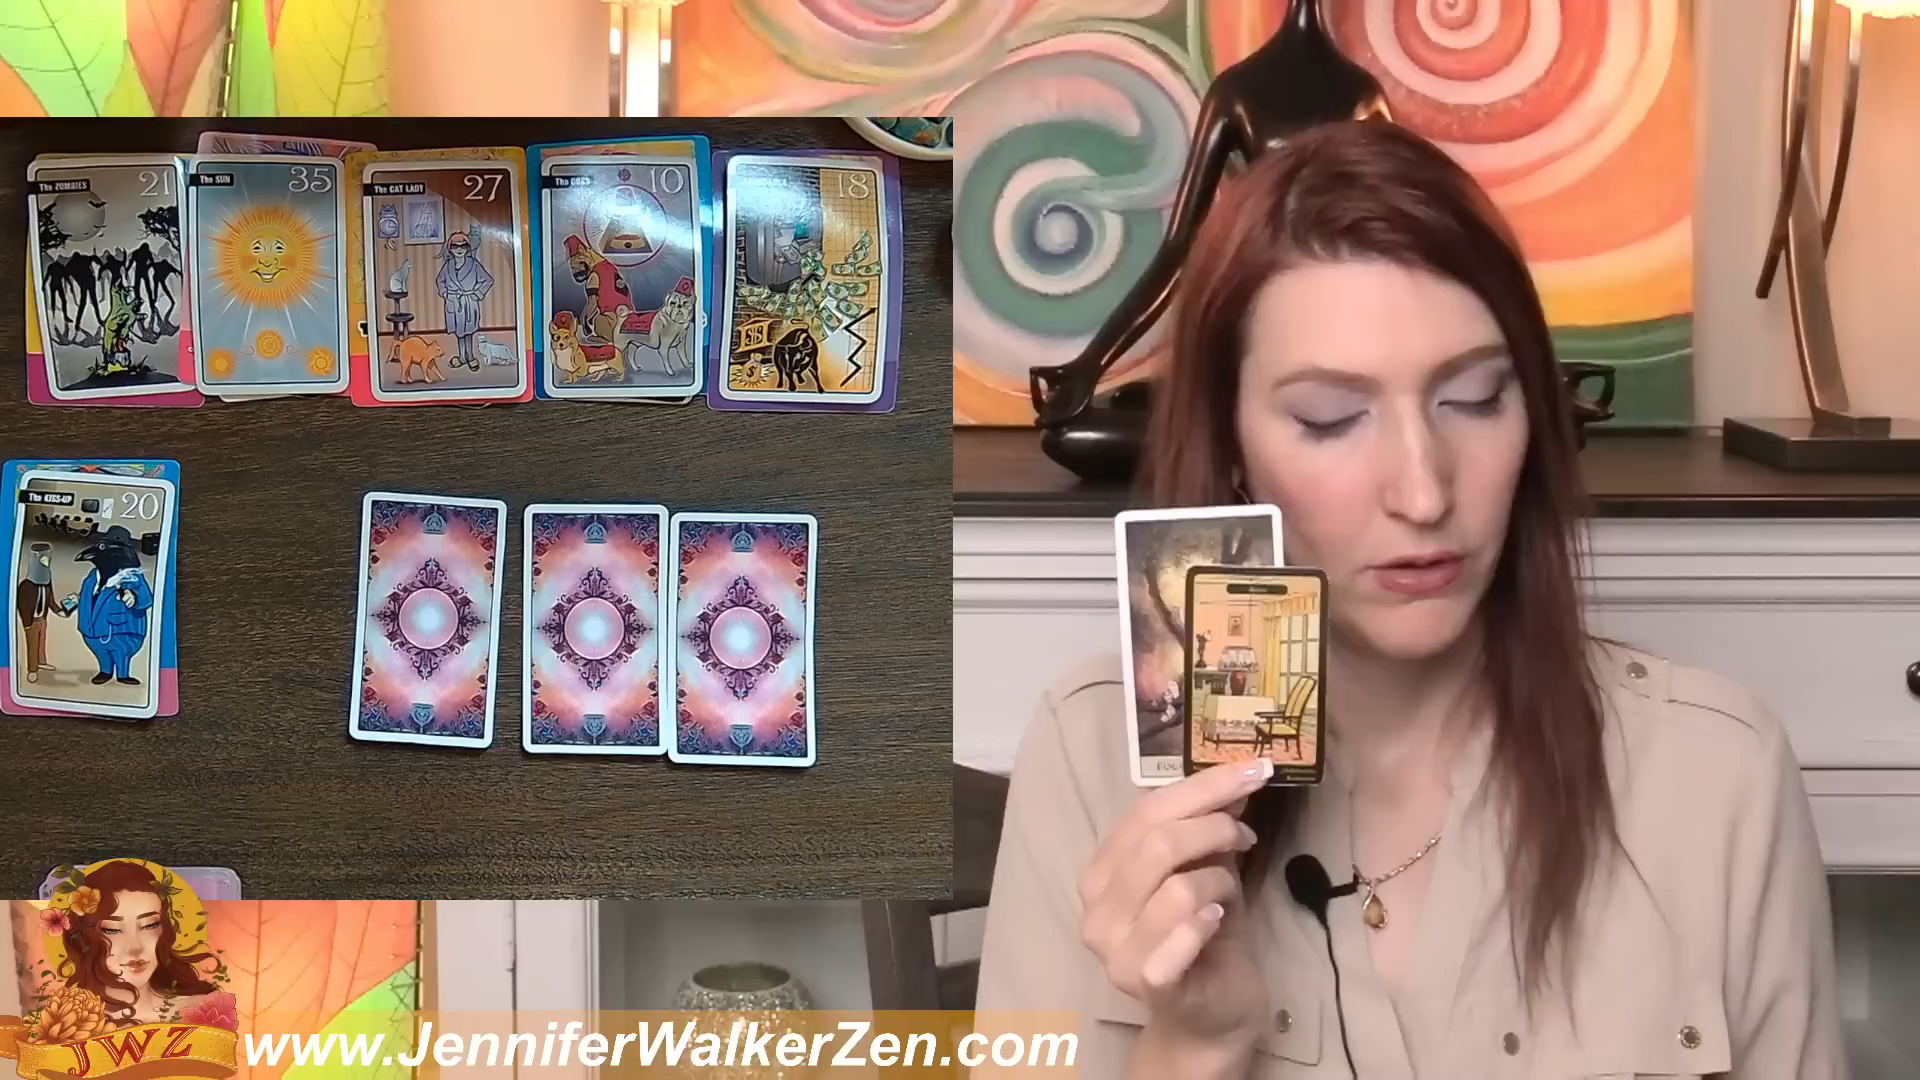 The ZOMBIES 21
The SUN 35
The CAT LADY 27
The DOGS 10
18
The KISS-UP 20
JWZ
www.JenniferWalkerZen.com